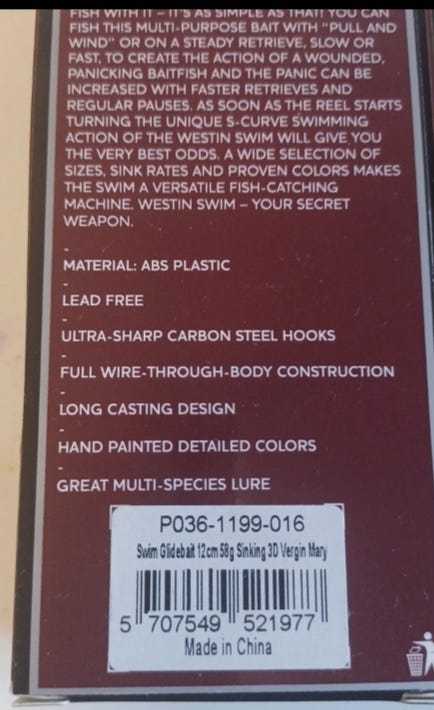 FISH WITH IT – IT'S AS SIMPLE AS THAT! YOU CAN
FISH THIS MULTI-PURPOSE BAIT WITH "PULL AND
WIND" OR ON A STEADY RETRIEVE, SLOW OR
FAST, TO CREATE THE ACTION OF A WOUNDED,
PANICKING BAITFISH AND THE PANIC CAN BE
INCREASED WITH FASTER RETRIEVES AND
REGULAR PAUSES. AS SOON AS THE REEL STARTS
TURNING THE UNIQUE S-CURVE SWIMMING
ACTION OF THE WESTIN SWIM WILL GIVE YOU
THE VERY BEST ODDS. A WIDE SELECTION OF
SIZES, SINK RATES AND PROVEN COLORS MAKES
THE SWIM A VERSATILE FISH-CATCHING
MACHINE. WESTIN SWIM – YOUR SECRET
WEAPON.
-
MATERIAL: ABS PLASTIC
-
LEAD FREE
-
ULTRA-SHARP CARBON STEEL HOOKS
-
FULL WIRE-THROUGH-BODY CONSTRUCTION
-
LONG CASTING DESIGN
-
HAND PAINTED DETAILED COLORS
-
GREAT MULTI-SPECIES LURE
P036-1199-016
Swim Glidebait 12cm 58g Sinking 3D Vergin Mary
5 707549 521977
Made in China